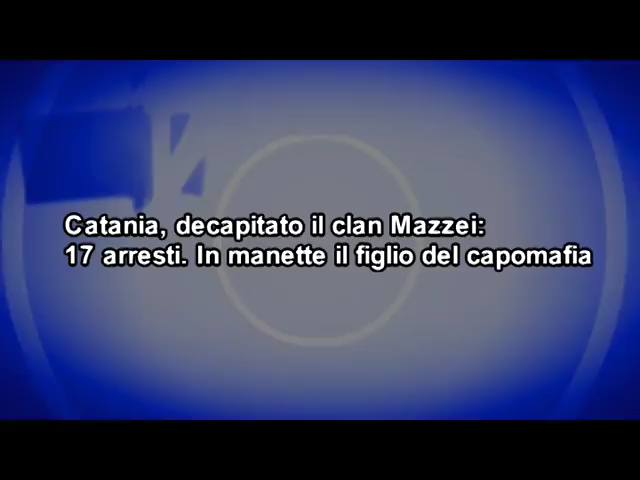 Catania, decapitato il clan Mazzei:
17 arresti. In manette il figlio del capomafia